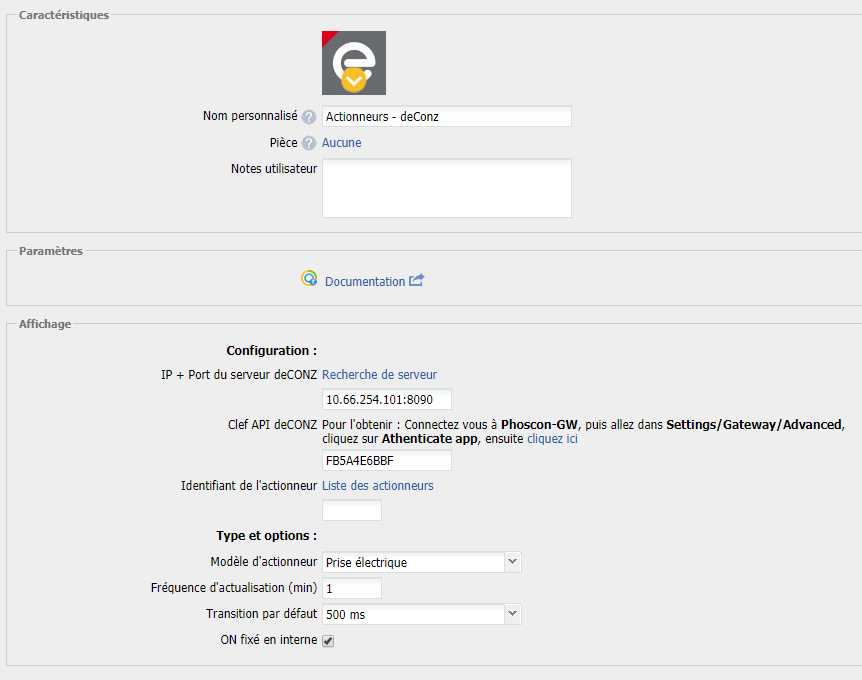 Caractéristiques
Nom personnalisé ? Actionneurs - deConz
Pièce ? Aucune
Notes utilisateur
Paramètres
Documentation
Affichage
Configuration :
IP + Port du serveur deCONZ Recherche de serveur
10.66.254.101:8090
Clef API deCONZ Pour l'obtenir : Connectez vous à Phoscon-GW, puis allez dans Settings/Gateway/Advanced,
cliquez sur Athenticate app, ensuite cliquez ici
FB5A4E6BBF
Identifiant de l'actionneur Liste des actionneurs
Type et options :
Modèle d'actionneur Prise électrique
Fréquence d'actualisation (min) 1
Transition par défaut 500 ms
ON fixé en interne